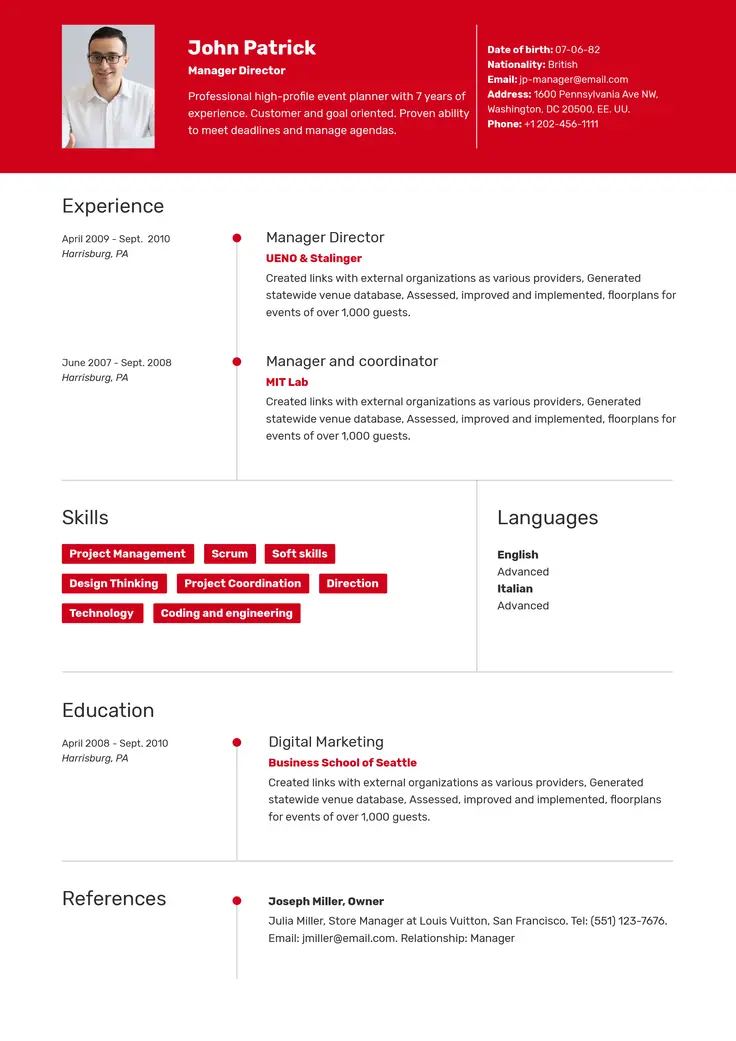 John Patrick
Manager Director
Professional high-profile event planner with 7 years of
experience. Customer and goal oriented. Proven ability
to meet deadlines and manage agendas.
Date of birth: 07-06-82
Nationality: British
Email: jp-manager@email.com
Address: 1600 Pennsylvania Ave NW,
Washington, DC 20500, EE. UU.
Phone: +1 202-456-1111
Experience
April 2009 - Sept. 2010
Harrisburg, PA
Manager Director
UENO & Stalinger
Created links with external organizations as various providers, Generated
statewide venue database, Assessed, improved and implemented, floorplans for
events of over 1,000 guests.
June 2007 - Sept. 2008
Harrisburg, PA
Manager and coordinator
MIT Lab
Created links with external organizations as various providers, Generated
statewide venue database, Assessed, improved and implemented, floorplans for
events of over 1,000 guests.
Skills
Project Management Scrum Soft skills
Design Thinking Project Coordination Direction
Technology Coding and engineering
Languages
English
Advanced
Italian
Advanced
Education
April 2008 - Sept. 2010
Harrisburg, PA
Digital Marketing
Business School of Seattle
Created links with external organizations as various providers, Generated
statewide venue database, Assessed, improved and implemented, floorplans
for events of over 1,000 guests.
References
Joseph Miller, Owner
Julia Miller, Store Manager at Louis Vuitton, San Francisco. Tel: (551) 123-7676.
Email: jmiller@email.com. Relationship: Manager